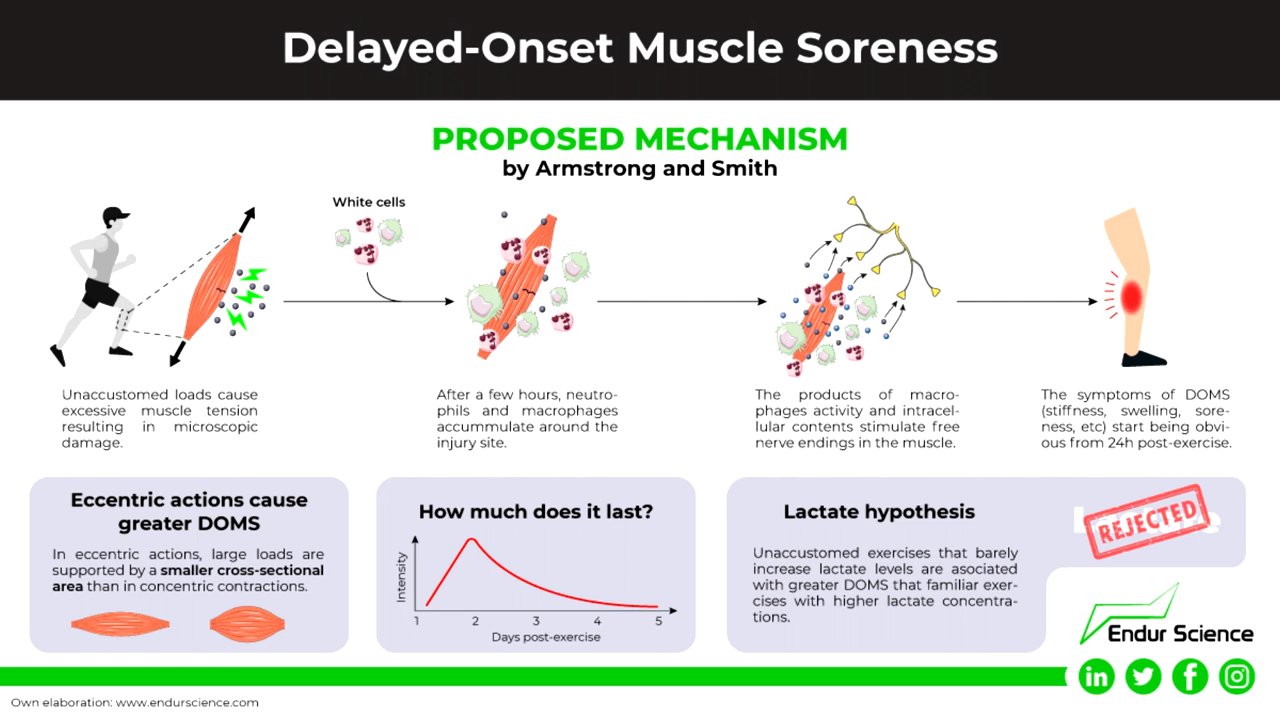 Delayed-Onset Muscle Soreness
PROPOSED MECHANISM
by Armstrong and Smith
White cells
Unaccustomed loads cause
excessive muscle tension
resulting in microscopic
damage.
After a few hours, neutro-
phils and macrophages
accummulate around the
injury site.
The products of macro-
phages activity and intracel-
lular contents stimulate free
nerve endings in the muscle.
The symptoms of DOMS
(stiffness, swelling, sore-
ness, etc) start being obvi-
ous from 24h post-exercise.
Eccentric actions cause
greater DOMS
In eccentric actions, large loads are
supported by a smaller cross-sectional
area than in concentric contractions.
How much does it last?
Intensity
1 2 3 4 5
Days post-exercise
Lactate hypothesis
Unaccustomed exercises that barely
increase lactate levels are asociated
with greater DOMS that familiar exer-
cises with higher lactate concentra-
tions.
REJECTED
Endur Science
in
Own elaboration: www.endurscience.com